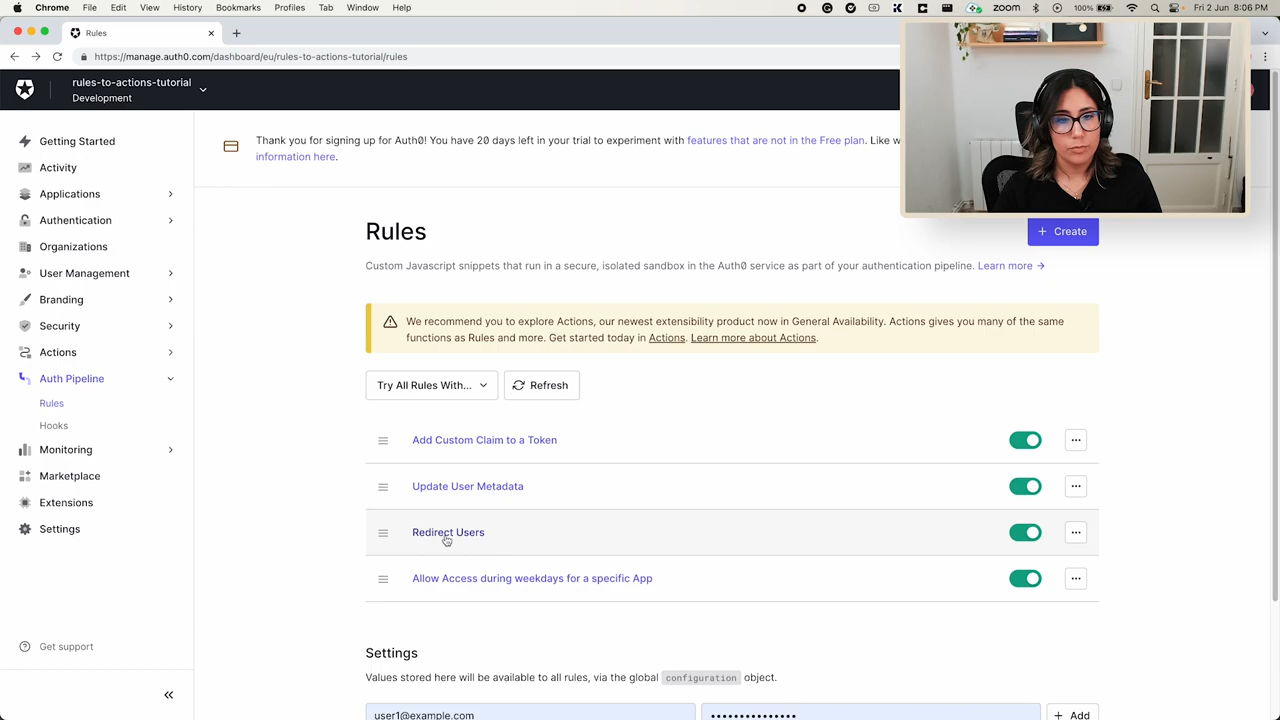 Chrome File Edit View History Bookmarks Profiles Tab Window Help
zoom 100% Fri 2 Jun 8:06 PM
Rules
https://manage.auth0.com/dashboard/eu/rules-to-actions-tutorial/rules
rules-to-actions-tutorial
Development
Getting Started
Activity
Applications
Authentication
Organizations
User Management
Branding
Security
Actions
Auth Pipeline
Rules
Hooks
Monitoring
Marketplace
Extensions
Settings
Get support
Thank you for signing up for Auth0! You have 20 days left in your trial to experiment with features that are not in the Free plan. Like w
information here.
Rules
+ Create
Custom Javascript snippets that run in a secure, isolated sandbox in the Auth0 service as part of your authentication pipeline. Learn more →
We recommend you to explore Actions, our newest extensibility product now in General Availability. Actions gives you many of the same
functions as Rules and more. Get started today in Actions. Learn more about Actions.
Try All Rules With...
Refresh
Add Custom Claim to a Token
Update User Metadata
Redirect Users
Allow Access during weekdays for a specific App
Settings
Values stored here will be available to all rules, via the global configuration object.
user1@example.com •••••••••••••• + Add